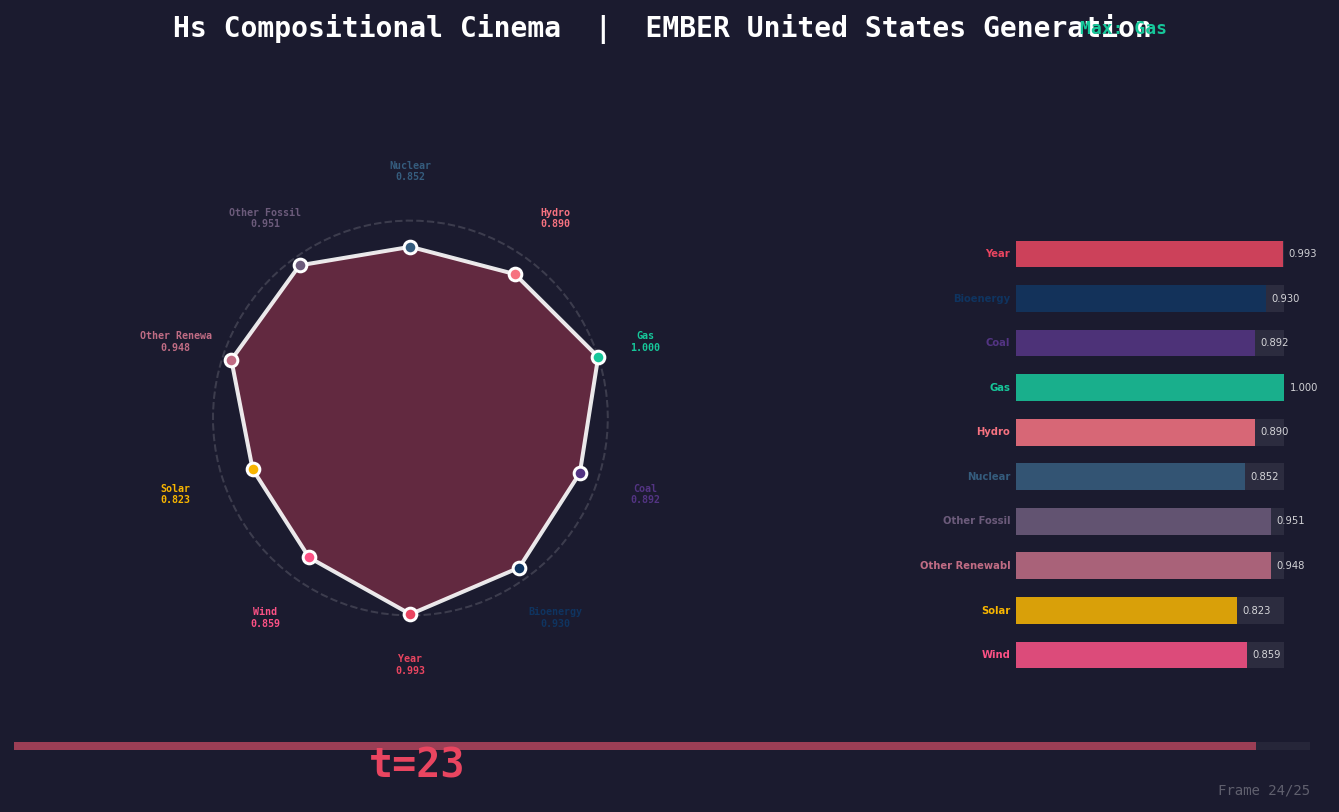 Hs Compositional Cinema | EMBER United States Generation
Max: Gas
Nuclear
0.852
Other Fossil
0.951
Hydro
0.890
Other Renewa
0.948
Gas
1.000
Solar
0.823
Coal
0.892
Wind
0.859
Bioenergy
0.930
Year
0.993
Year 0.993
Bioenergy 0.930
Coal 0.892
Gas 1.000
Hydro 0.890
Nuclear 0.852
Other Fossil 0.951
Other Renewabl 0.948
Solar 0.823
Wind 0.859
t=23
Frame 24/25